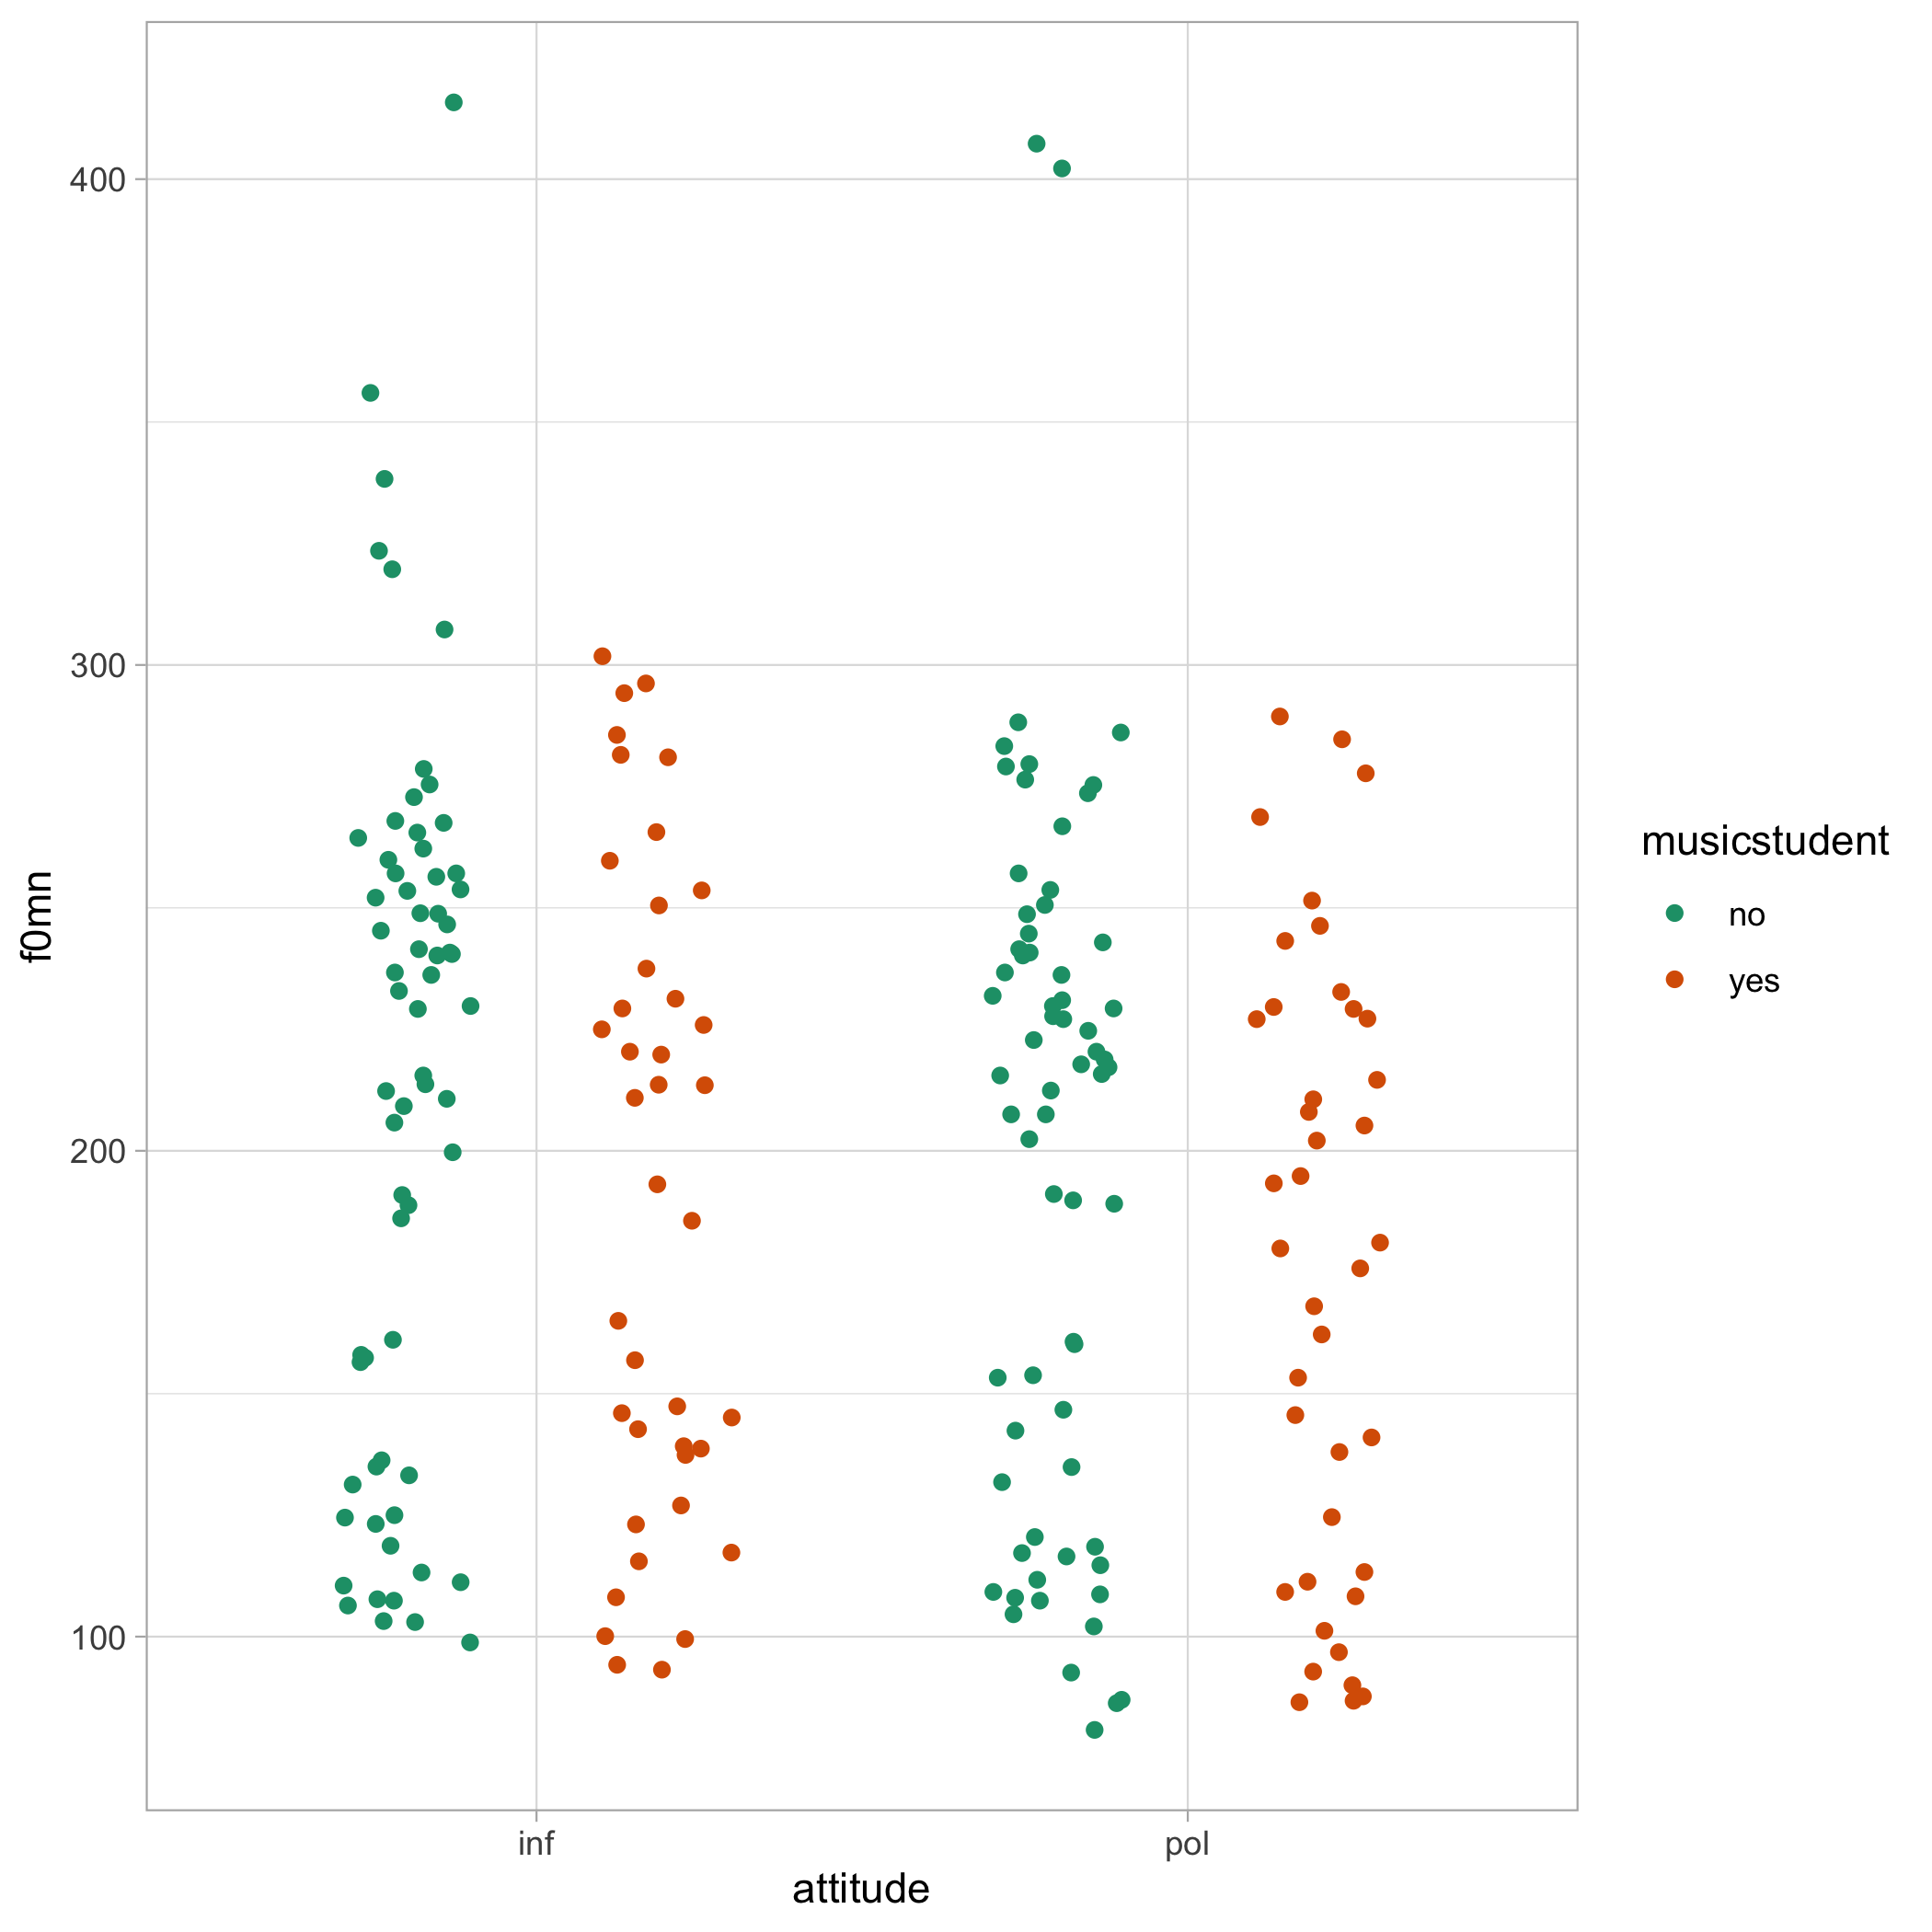 400
300
200
100
f0mn
inf
pol
attitude
musicstudent
no
yes